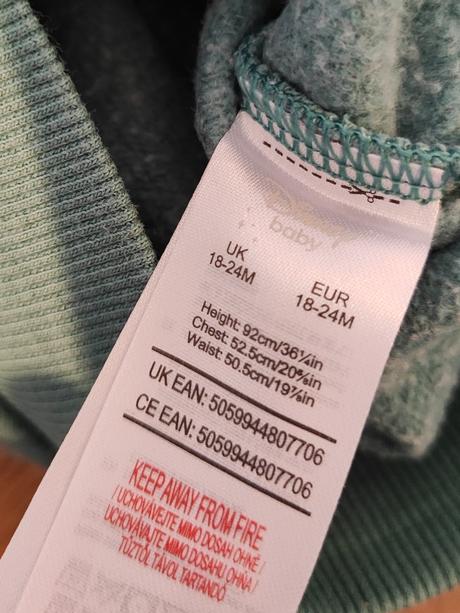 Disney
baby
UK
18-24M
EUR
18-24M
Height: 92cm/36¼in
Chest: 52.5cm/20⅝in
Waist: 50.5cm/19⅞in
UK EAN: 5059944807706
CE EAN: 5059944807706
KEEP AWAY FROM FIRE
/ UCHOVÁVEJTE MIMO DOSAH OHNĚ /
UCHOVÁVAJTE MIMO DOSAHU OHŇA /
TŰZTŐL TÁVOL TARTANDÓ